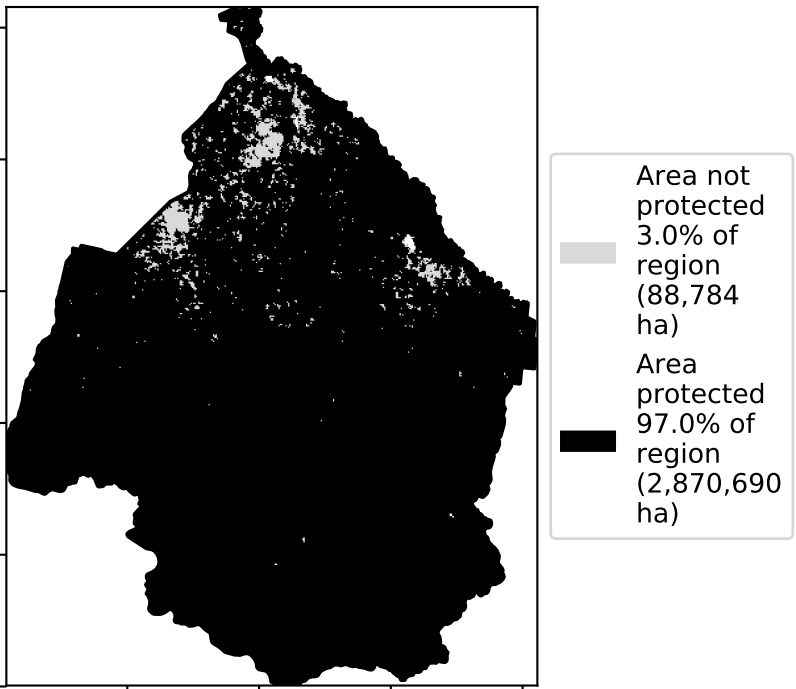 Area not
protected
3.0% of
region
(88,784
ha)
Area
protected
97.0% of
region
(2,870,690
ha)